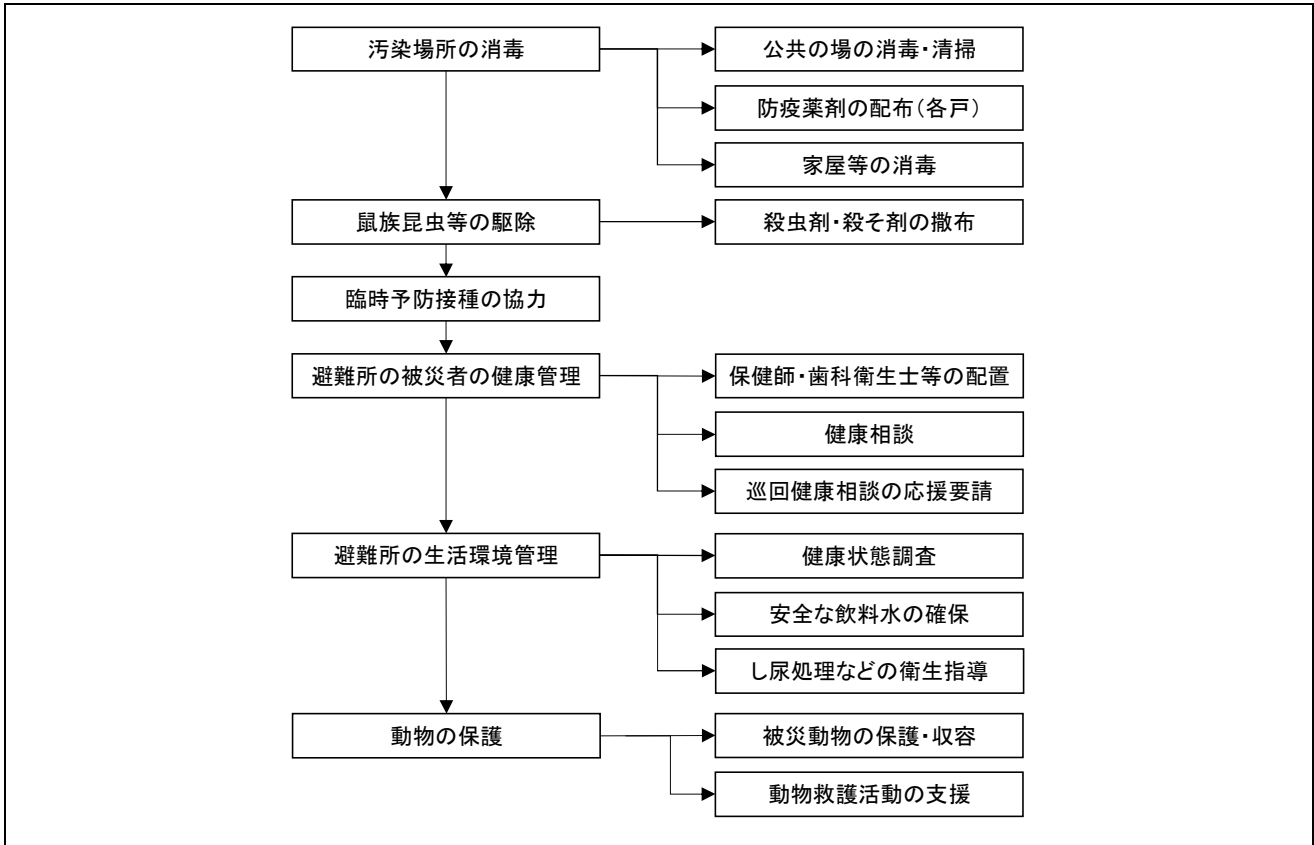 汚染場所の消毒
公共の場の消毒・清掃
防疫薬剤の配布(各戸)
家屋等の消毒
鼠族昆虫等の駆除
殺虫剤・殺そ剤の撒布
臨時予防接種の協力
避難所の被災者の健康管理
保健師・歯科衛生士等の配置
健康相談
巡回健康相談の応援要請
避難所の生活環境管理
健康状態調査
安全な飲料水の確保
し尿処理などの衛生指導
動物の保護
被災動物の保護・収容
動物救護活動の支援